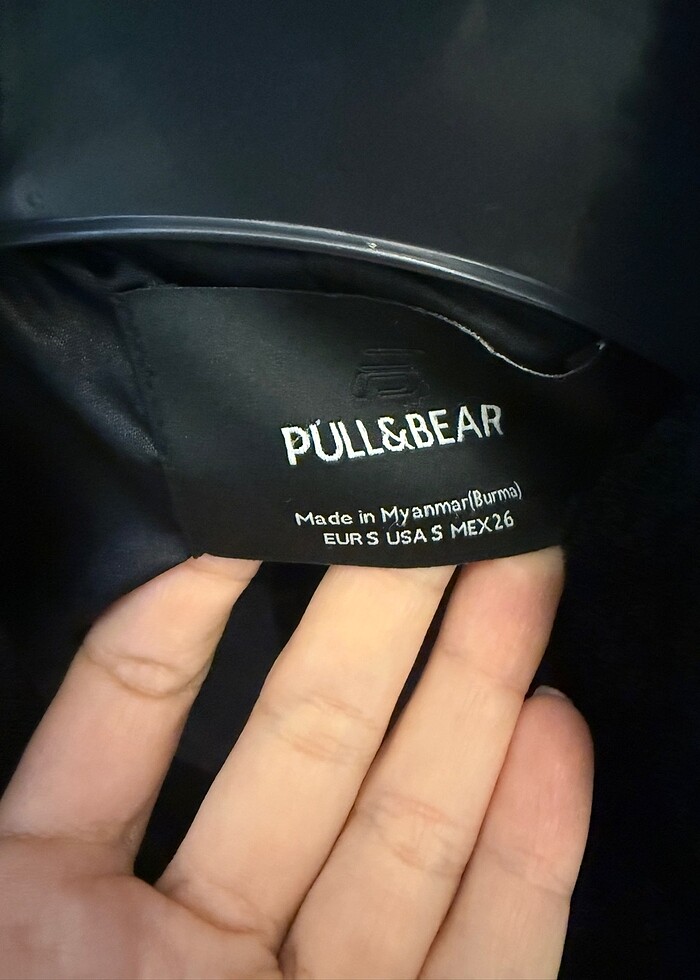 PULL&BEAR
Made in Myanmar(Burma)
EUR S USA S MEX 26